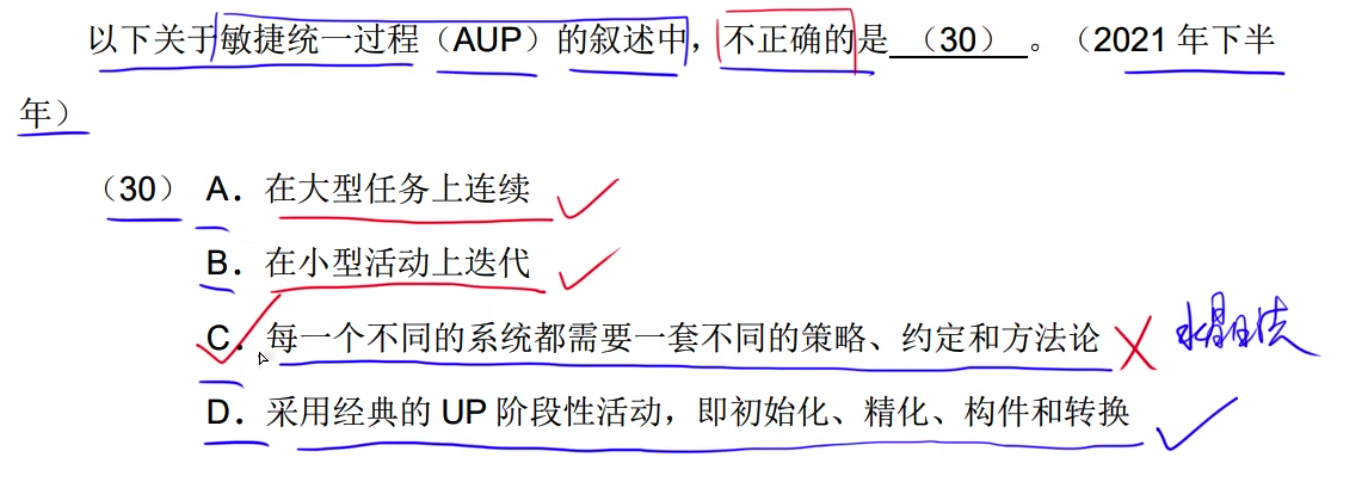 以下关于敏捷统一过程（AUP）的叙述中，不正确的是 （30） 。（2021 年下半
年）
（30） A．在大型任务上连续
B．在小型活动上迭代
C．每一个不同的系统都需要一套不同的策略、约定和方法论 水晶法
D．采用经典的 UP 阶段性活动，即初始化、精化、构件和转换